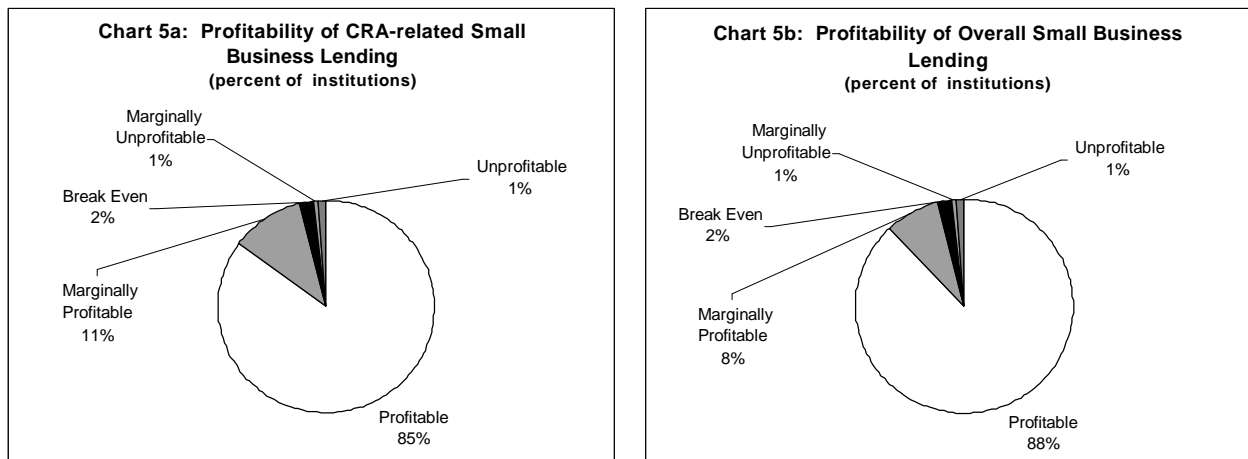 Chart 5a: Profitability of CRA-related Small
Business Lending
(percent of institutions)
Marginally
Unprofitable
1%
Unprofitable
1%
Break Even
2%
Marginally
Profitable
11%
Profitable
85%
Chart 5b: Profitability of Overall Small Business
Lending
(percent of institutions)
Marginally
Unprofitable
1%
Unprofitable
1%
Break Even
2%
Marginally
Profitable
8%
Profitable
88%